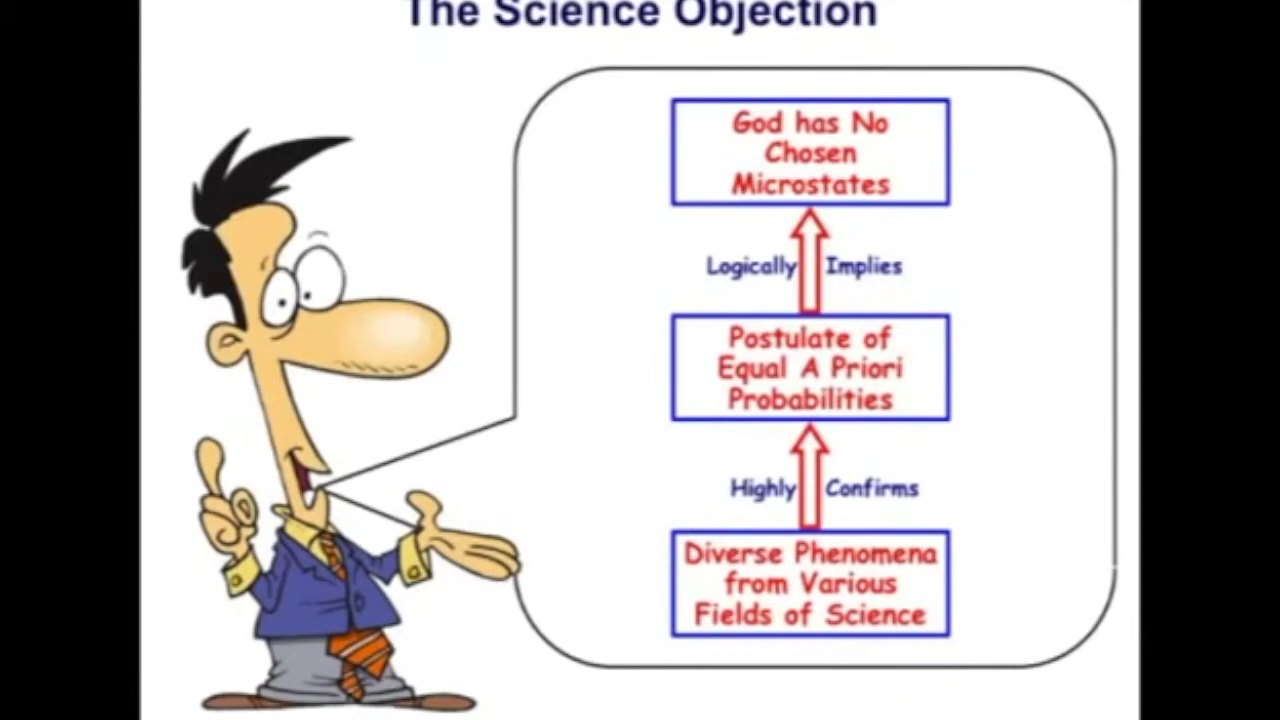 The Science Objection
God has No
Chosen
Microstates
Logically Implies
Postulate of
Equal A Priori
Probabilities
Highly Confirms
Diverse Phenomena
from Various
Fields of Science